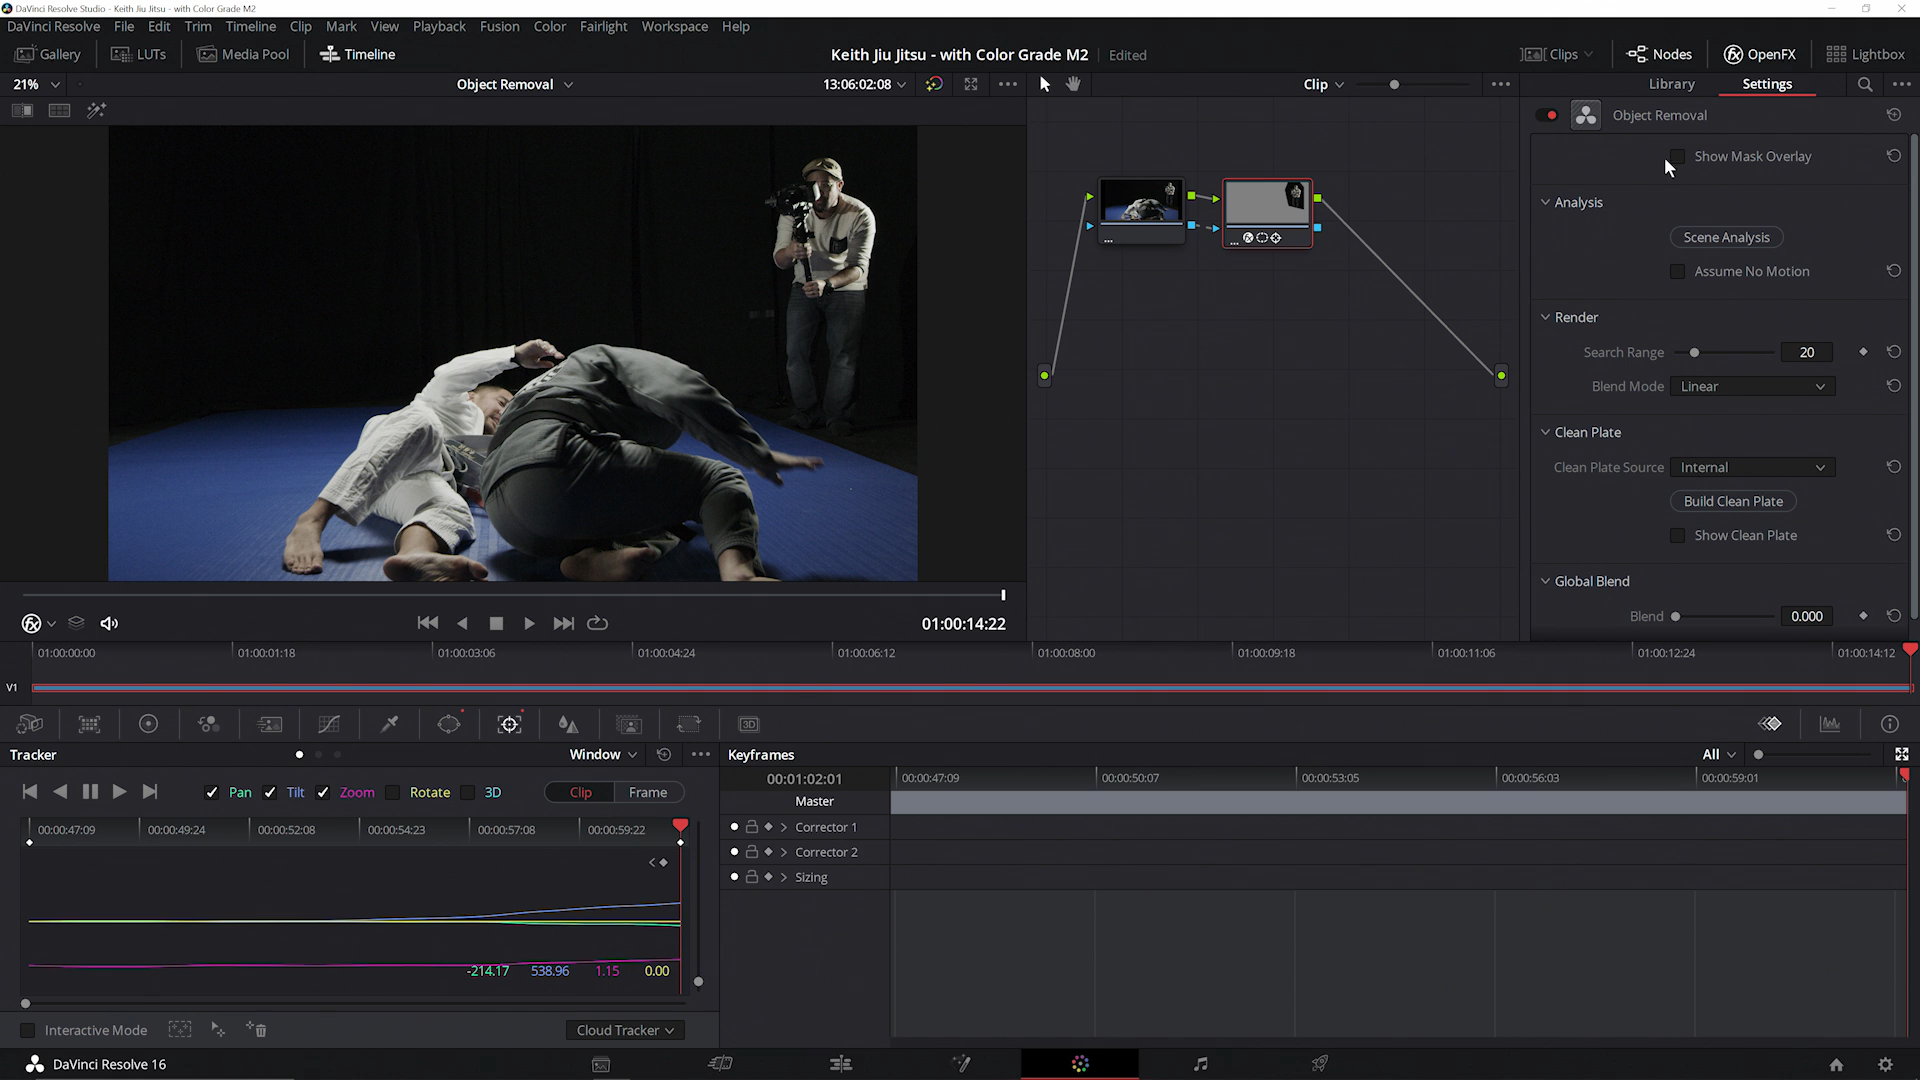 DaVinci Resolve Studio - Keith Jiu Jitsu - with Color Grade M2
DaVinci Resolve File Edit Trim Timeline Clip Mark View Playback Fusion Color Fairlight Workspace Help
Gallery LUTs Media Pool Timeline Keith Jiu Jitsu - with Color Grade M2 Edited Clips Nodes OpenFX Lightbox
21% Object Removal 13:06:02:08 Clip Library Settings
Object Removal
Show Mask Overlay
Analysis
Scene Analysis
Assume No Motion
Render
Search Range 20
Blend Mode Linear
Clean Plate
Clean Plate Source Internal
Build Clean Plate
Show Clean Plate
Global Blend
Blend 0.000
01:00:14:22
01:00:00:00 01:00:01:18 01:00:03:06 01:00:04:24 01:00:06:12 01:00:08:00 01:00:09:18 01:00:11:06 01:00:12:24 01:00:14:12
V1
3D
Tracker Window Keyframes All
00:01:02:01 00:00:47:09 00:00:50:07 00:00:53:05 00:00:56:03 00:00:59:01
Pan Tilt Zoom Rotate 3D Clip Frame
Master
00:00:47:09 00:00:49:24 00:00:52:08 00:00:54:23 00:00:57:08 00:00:59:22
Corrector 1
Corrector 2
Sizing
-214.17 538.96 1.15 0.00
Interactive Mode Cloud Tracker
DaVinci Resolve 16